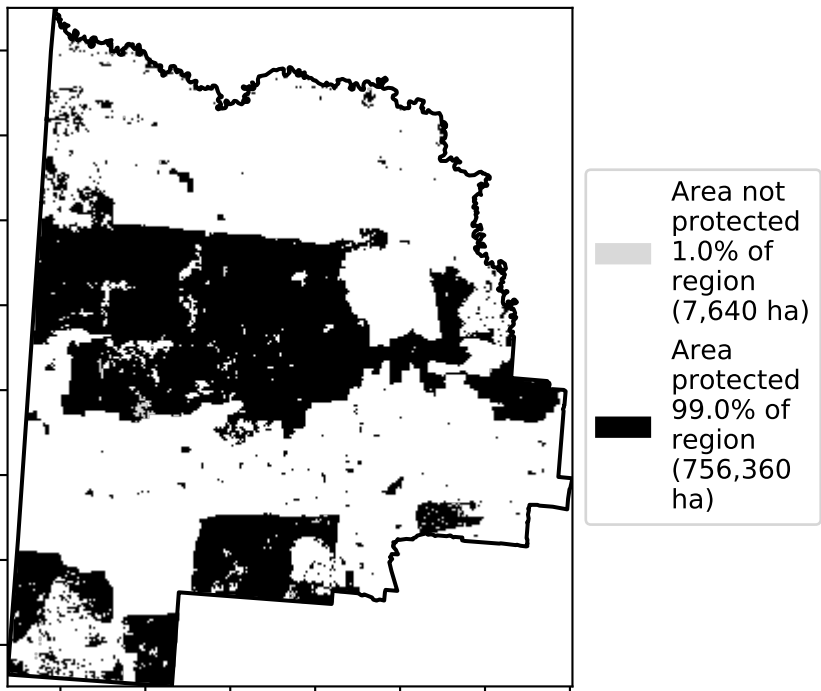 Area not
protected
1.0% of
region
(7,640 ha)
Area
protected
99.0% of
region
(756,360
ha)